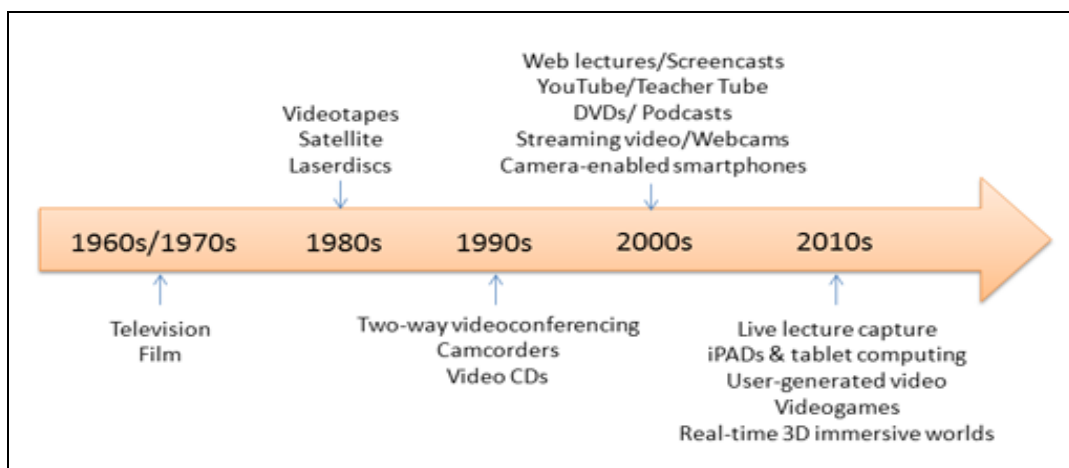 Web lectures/Screencasts
YouTube/Teacher Tube
DVDs/ Podcasts
Streaming video/Webcams
Camera-enabled smartphones
Videotapes
Satellite
Laserdiscs
1960s/1970s 1980s 1990s 2000s 2010s
Television
Film
Two-way videoconferencing
Camcorders
Video CDs
Live lecture capture
iPADs & tablet computing
User-generated video
Videogames
Real-time 3D immersive worlds